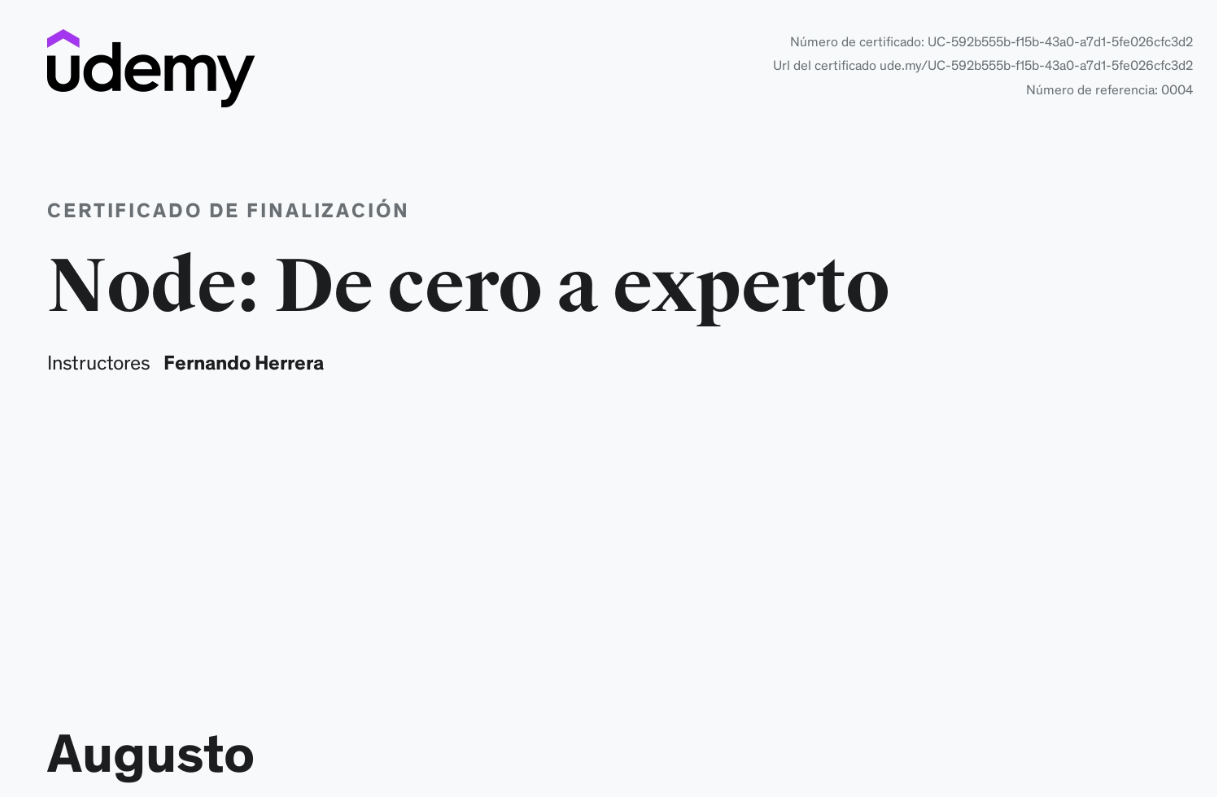 udemy
Número de certificado: UC-592b555b-f15b-43a0-a7d1-5fe026cfc3d2
Url del certificado ude.my/UC-592b555b-f15b-43a0-a7d1-5fe026cfc3d2
Número de referencia: 0004
CERTIFICADO DE FINALIZACIÓN
Node: De cero a experto
Instructores Fernando Herrera
Augusto